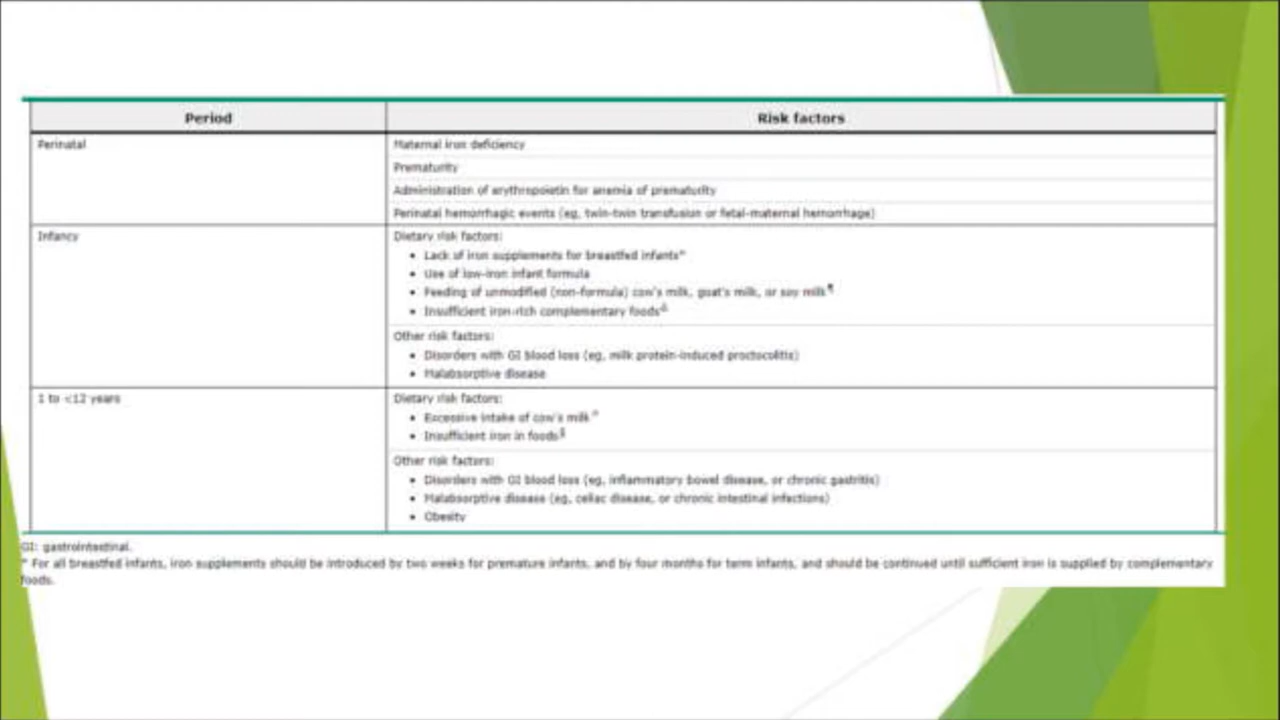 Period Risk factors
Perinatal Maternal iron deficiency
Prematurity
Administration of erythropoietin for anemia of prematurity
Perinatal hemorrhagic events (eg, twin-twin transfusion or fetal-maternal hemorrhage)
Infancy Dietary risk factors:
• Lack of iron supplements for breastfed infants*
• Use of low-iron infant formula
• Feeding of unmodified (non-formula) cow's milk, goat's milk, or soy milk¶
• Insufficient iron-rich complementary foodsΔ
Other risk factors:
• Disorders with GI blood loss (eg, milk protein-induced proctocolitis)
• Malabsorptive disease
1 to <12 years Dietary risk factors:
• Excessive intake of cow's milk
• Insufficient iron in foods
Other risk factors:
• Disorders with GI blood loss (eg, inflammatory bowel disease, or chronic gastritis)
• Malabsorptive disease (eg, celiac disease, or chronic intestinal infections)
• Obesity
GI: gastrointestinal.
* For all breastfed infants, iron supplements should be introduced by two weeks for premature infants, and by four months for term infants, and should be continued until sufficient iron is supplied by complementary
foods.